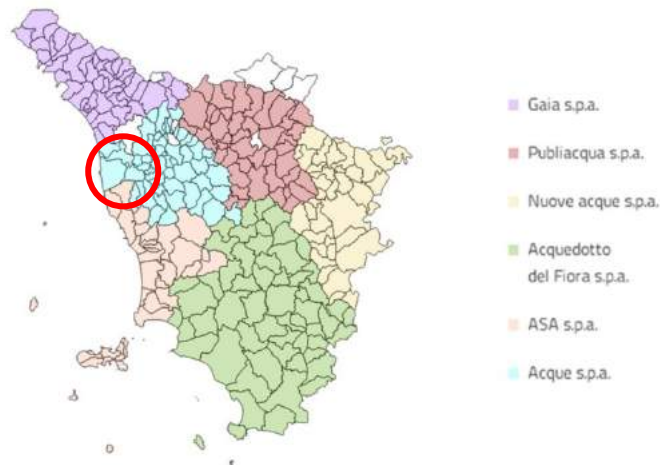 Gaia s.p.a.
Publiacqua s.p.a.
Nuove acque s.p.a.
Acquedotto
del Fiora s.p.a.
ASA s.p.a.
Acque s.p.a.